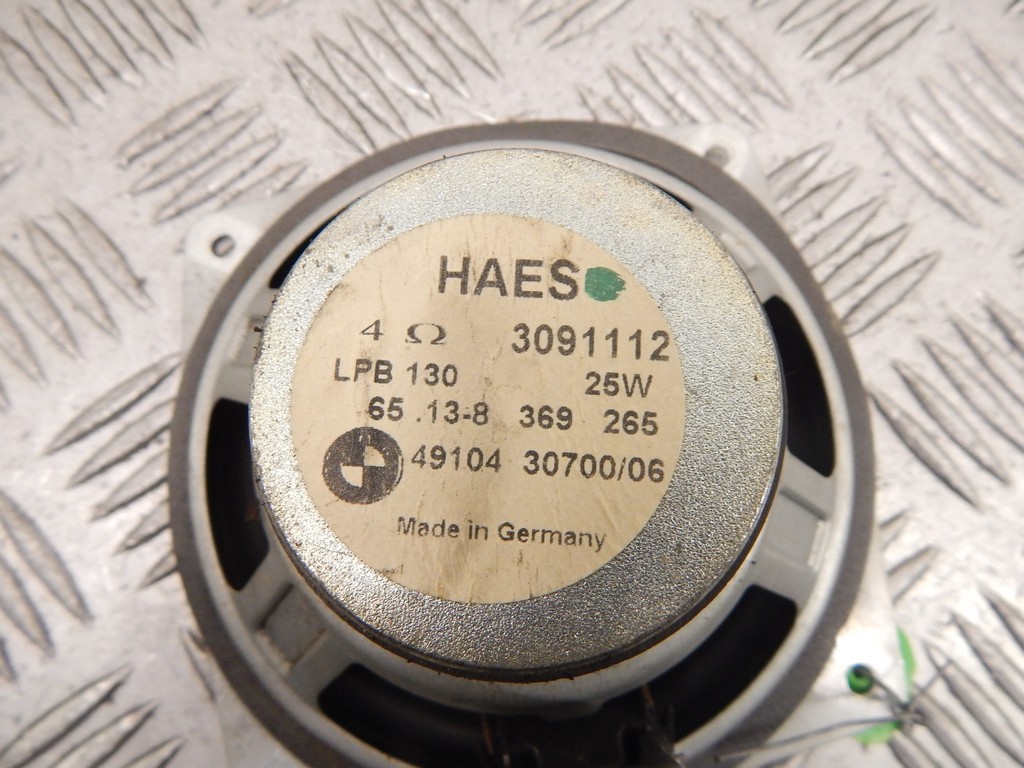 HAES
4 Ω 3091112
LPB 130 25W
65 .13-8 369 265
49104 30700/06
Made in Germany